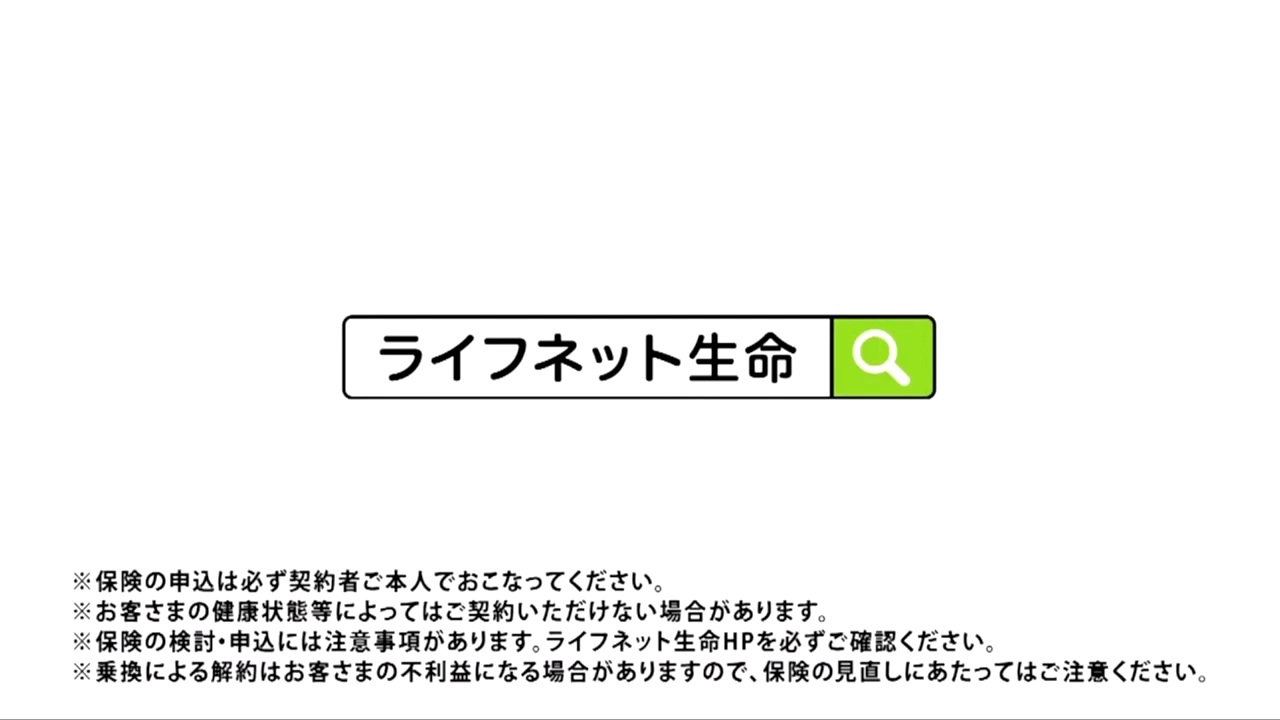 ライフネット生命
※保険の申込は必ず契約者ご本人でおこなってください。
※お客さまの健康状態等によってはご契約いただけない場合があります。
※保険の検討・申込には注意事項があります。ライフネット生命HPを必ずご確認ください。
※乗換による解約はお客さまの不利益になる場合がありますので、保険の見直しにあたってはご注意ください。